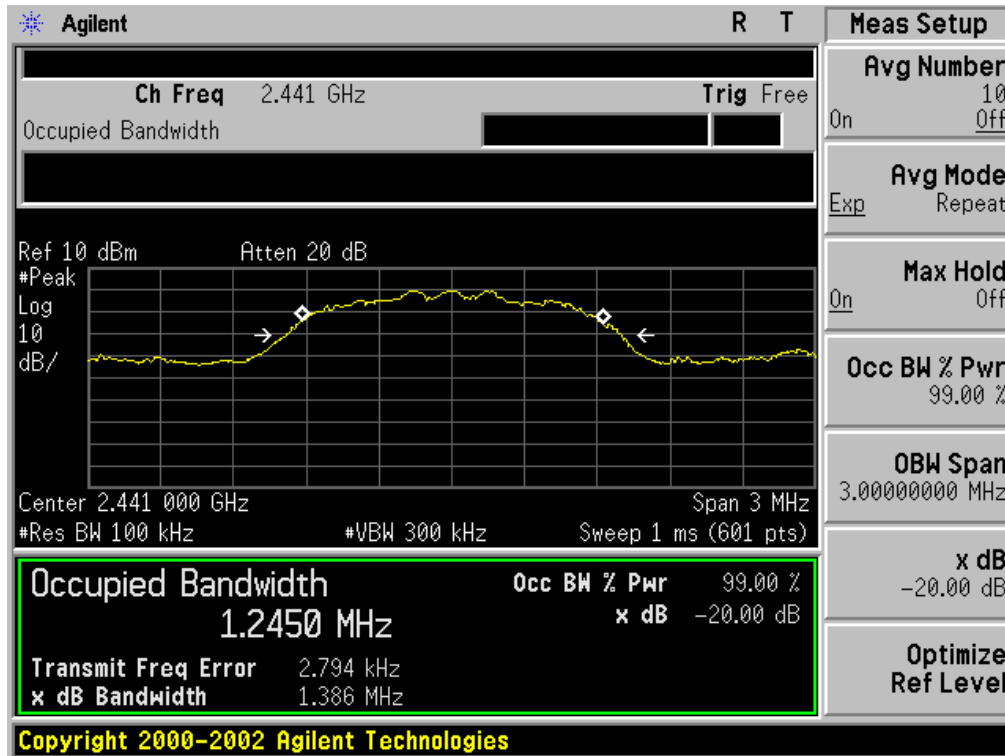 Agilent R T
Ch Freq 2.441 GHz Trig Free
Occupied Bandwidth
Ref 10 dBm Atten 20 dB
#Peak
Log
10
dB/
Center 2.441 000 GHz Span 3 MHz
#Res BW 100 kHz #VBW 300 kHz Sweep 1 ms (601 pts)
Occupied Bandwidth Occ BW % Pwr 99.00 %
1.2450 MHz x dB -20.00 dB
Transmit Freq Error 2.794 kHz
x dB Bandwidth 1.386 MHz
Meas Setup
Avg Number
10
On Off
Avg Mode
Exp Repeat
Max Hold
On Off
Occ BW % Pwr
99.00 %
OBW Span
3.00000000 MHz
x dB
-20.00 dB
Optimize
Ref Level
Copyright 2000-2002 Agilent Technologies